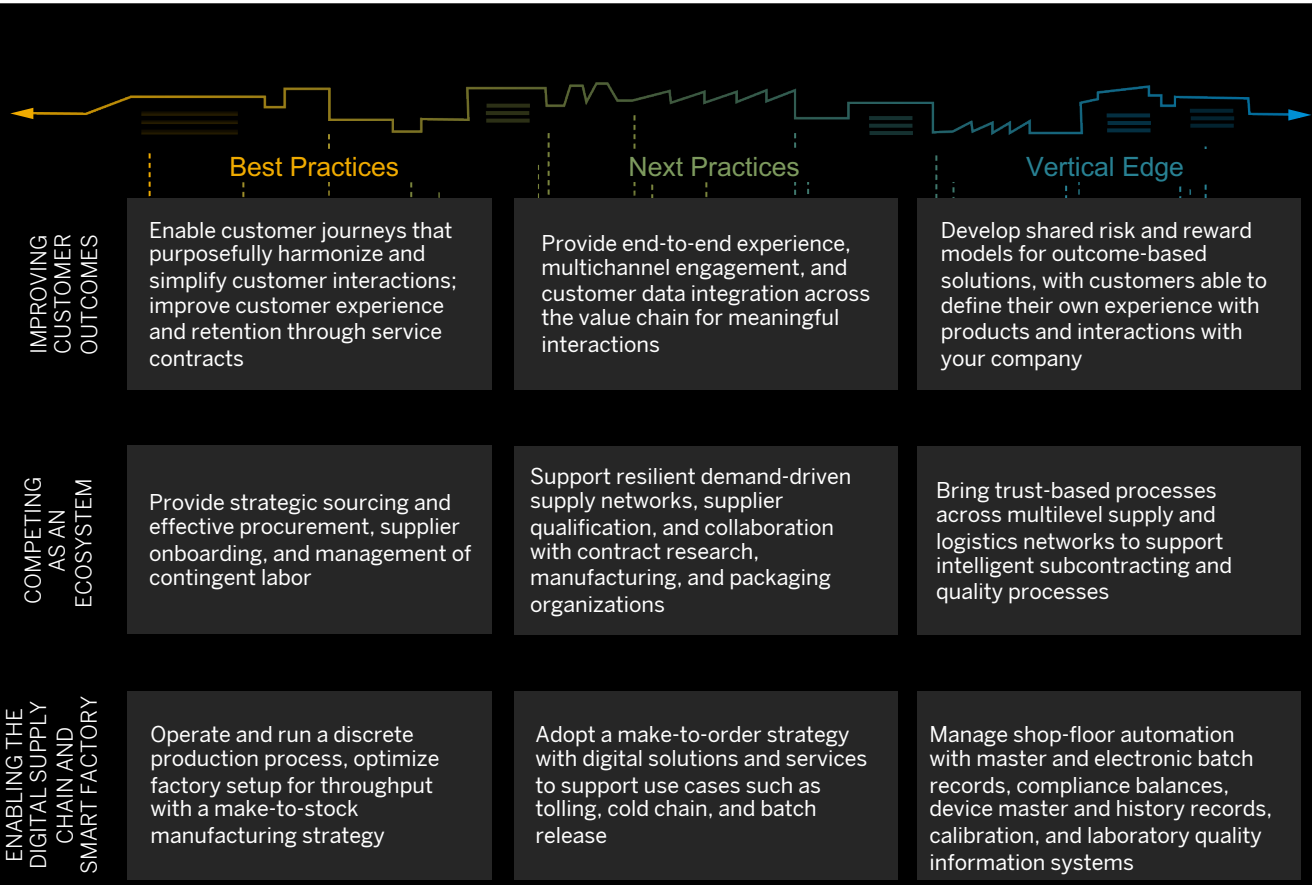 Best Practices
Next Practices
Vertical Edge
IMPROVING
CUSTOMER
OUTCOMES
Enable customer journeys that
purposefully harmonize and
simplify customer interactions;
improve customer experience
and retention through service
contracts
Provide end-to-end experience,
multichannel engagement, and
customer data integration across
the value chain for meaningful
interactions
Develop shared risk and reward
models for outcome-based
solutions, with customers able to
define their own experience with
products and interactions with
your company
COMPETING
AS AN
ECOSYSTEM
Provide strategic sourcing and
effective procurement, supplier
onboarding, and management of
contingent labor
Support resilient demand-driven
supply networks, supplier
qualification, and collaboration
with contract research,
manufacturing, and packaging
organizations
Bring trust-based processes
across multilevel supply and
logistics networks to support
intelligent subcontracting and
quality processes
ENABLING THE
DIGITAL SUPPLY
CHAIN AND
SMART FACTORY
Operate and run a discrete
production process, optimize
factory setup for throughput
with a make-to-stock
manufacturing strategy
Adopt a make-to-order strategy
with digital solutions and services
to support use cases such as
tolling, cold chain, and batch
release
Manage shop-floor automation
with master and electronic batch
records, compliance balances,
device master and history records,
calibration, and laboratory quality
information systems